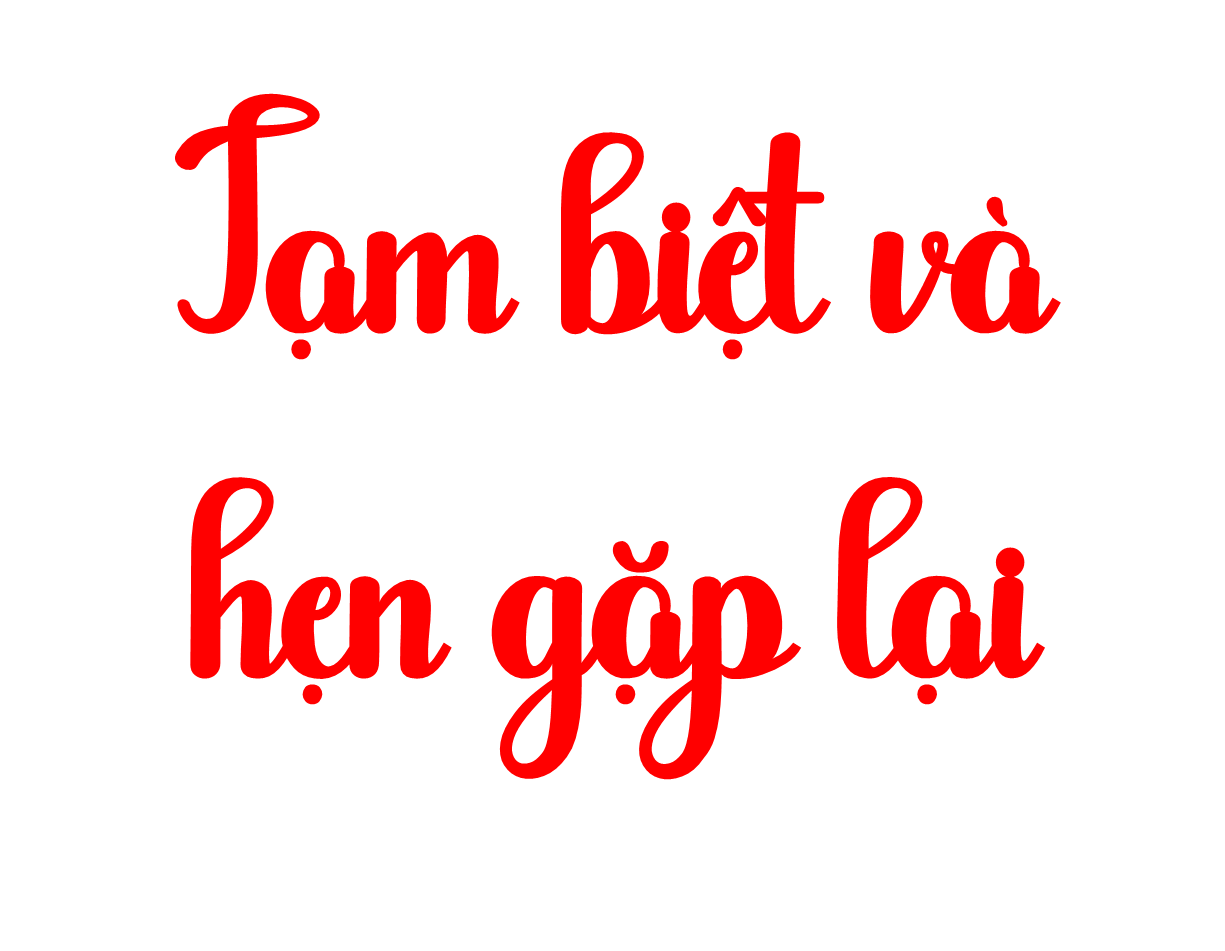 Tạm biệt và
hẹn gặp lại